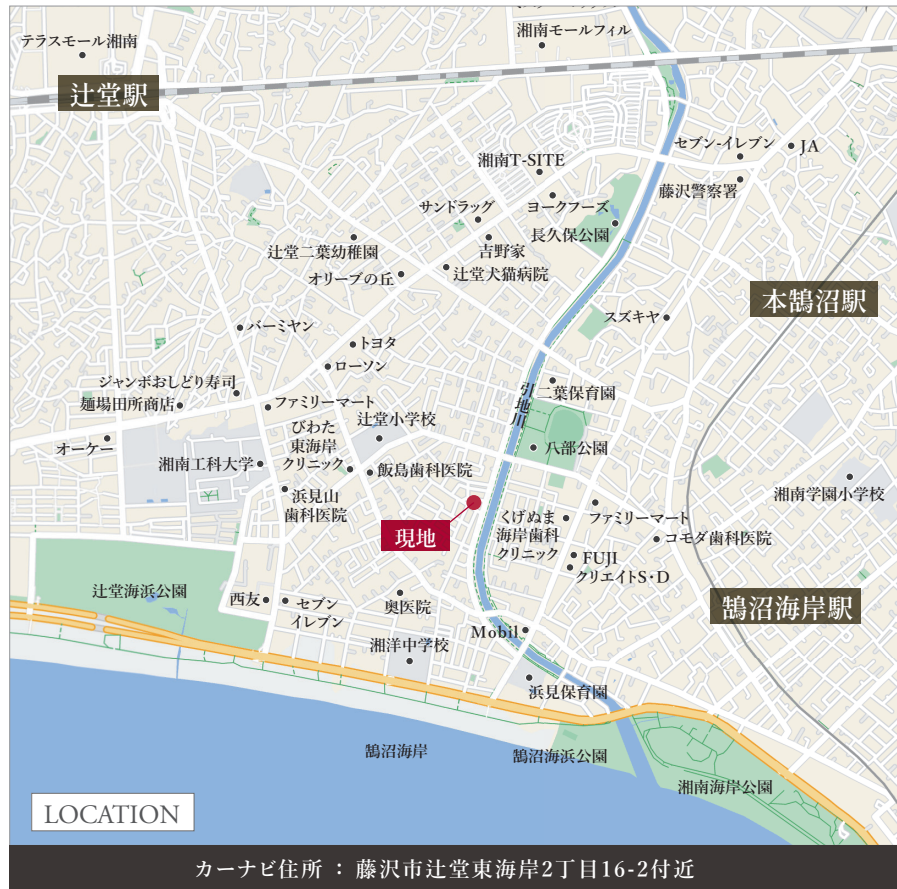 湘南モールフィル
テラスモール湘南
辻堂駅
セブン-イレブン
JA
湘南T-SITE
藤沢警察署
サンドラッグ
ヨークフーズ
長久保公園
吉野家
辻堂二葉幼稚園
オリーブの丘
辻堂犬猫病院
本鵠沼駅
スズキヤ
バーミヤン
トヨタ
ローソン
ジャンボおしどり寿司
麺場田所商店
ファミリーマート
引地川
二葉保育園
辻堂小学校
オーケー
びわた
東海岸
クリニック
八部公園
湘南工科大学
飯島歯科医院
浜見山
歯科医院
湘南学園小学校
現地
くげぬま
海岸歯科
クリニック
ファミリーマート
コモダ歯科医院
FUJI
クリエイトS・D
辻堂海浜公園
西友
セブン
イレブン
奥医院
鵠沼海岸駅
湘洋中学校
Mobil
浜見保育園
鵠沼海岸
鵠沼海浜公園
湘南海岸公園
LOCATION
カーナビ住所 : 藤沢市辻堂東海岸2丁目16-2付近